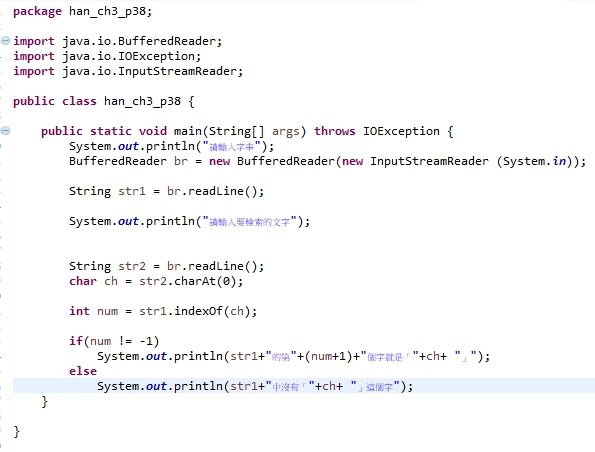 package han_ch3_p38;
import java.io.BufferedReader;
import java.io.IOException;
import java.io.InputStreamReader;
public class han_ch3_p38 {
public static void main(String[] args) throws IOException {
System.out.println("請輸入字串");
BufferedReader br = new BufferedReader(new InputStreamReader (System.in));
String str1 = br.readLine();
System.out.println("請輸入要檢索的文字");
String str2 = br.readLine();
char ch = str2.charAt(0);
int num = str1.indexOf(ch);
if(num != -1)
System.out.println(str1+"的第"+(num+1)+"個字就是「"+ch+ "」");
else
System.out.println(str1+"中沒有「"+ch+ "」這個字");
}
}